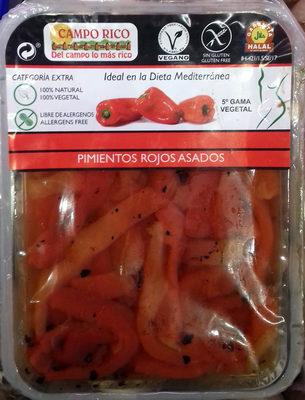 CAMPO RICO
Del campo lo más rico
VEGANO
SIN GLUTEN
GLUTEN FREE
HALAL
CATEGORÍA EXTRA
Ideal en la Dieta Mediterránea
100% NATURAL
100% VEGETAL
LIBRE DE ALERGENOS
ALLERGENS FREE
5ª GAMA
VEGETAL
PIMIENTOS ROJOS ASADOS